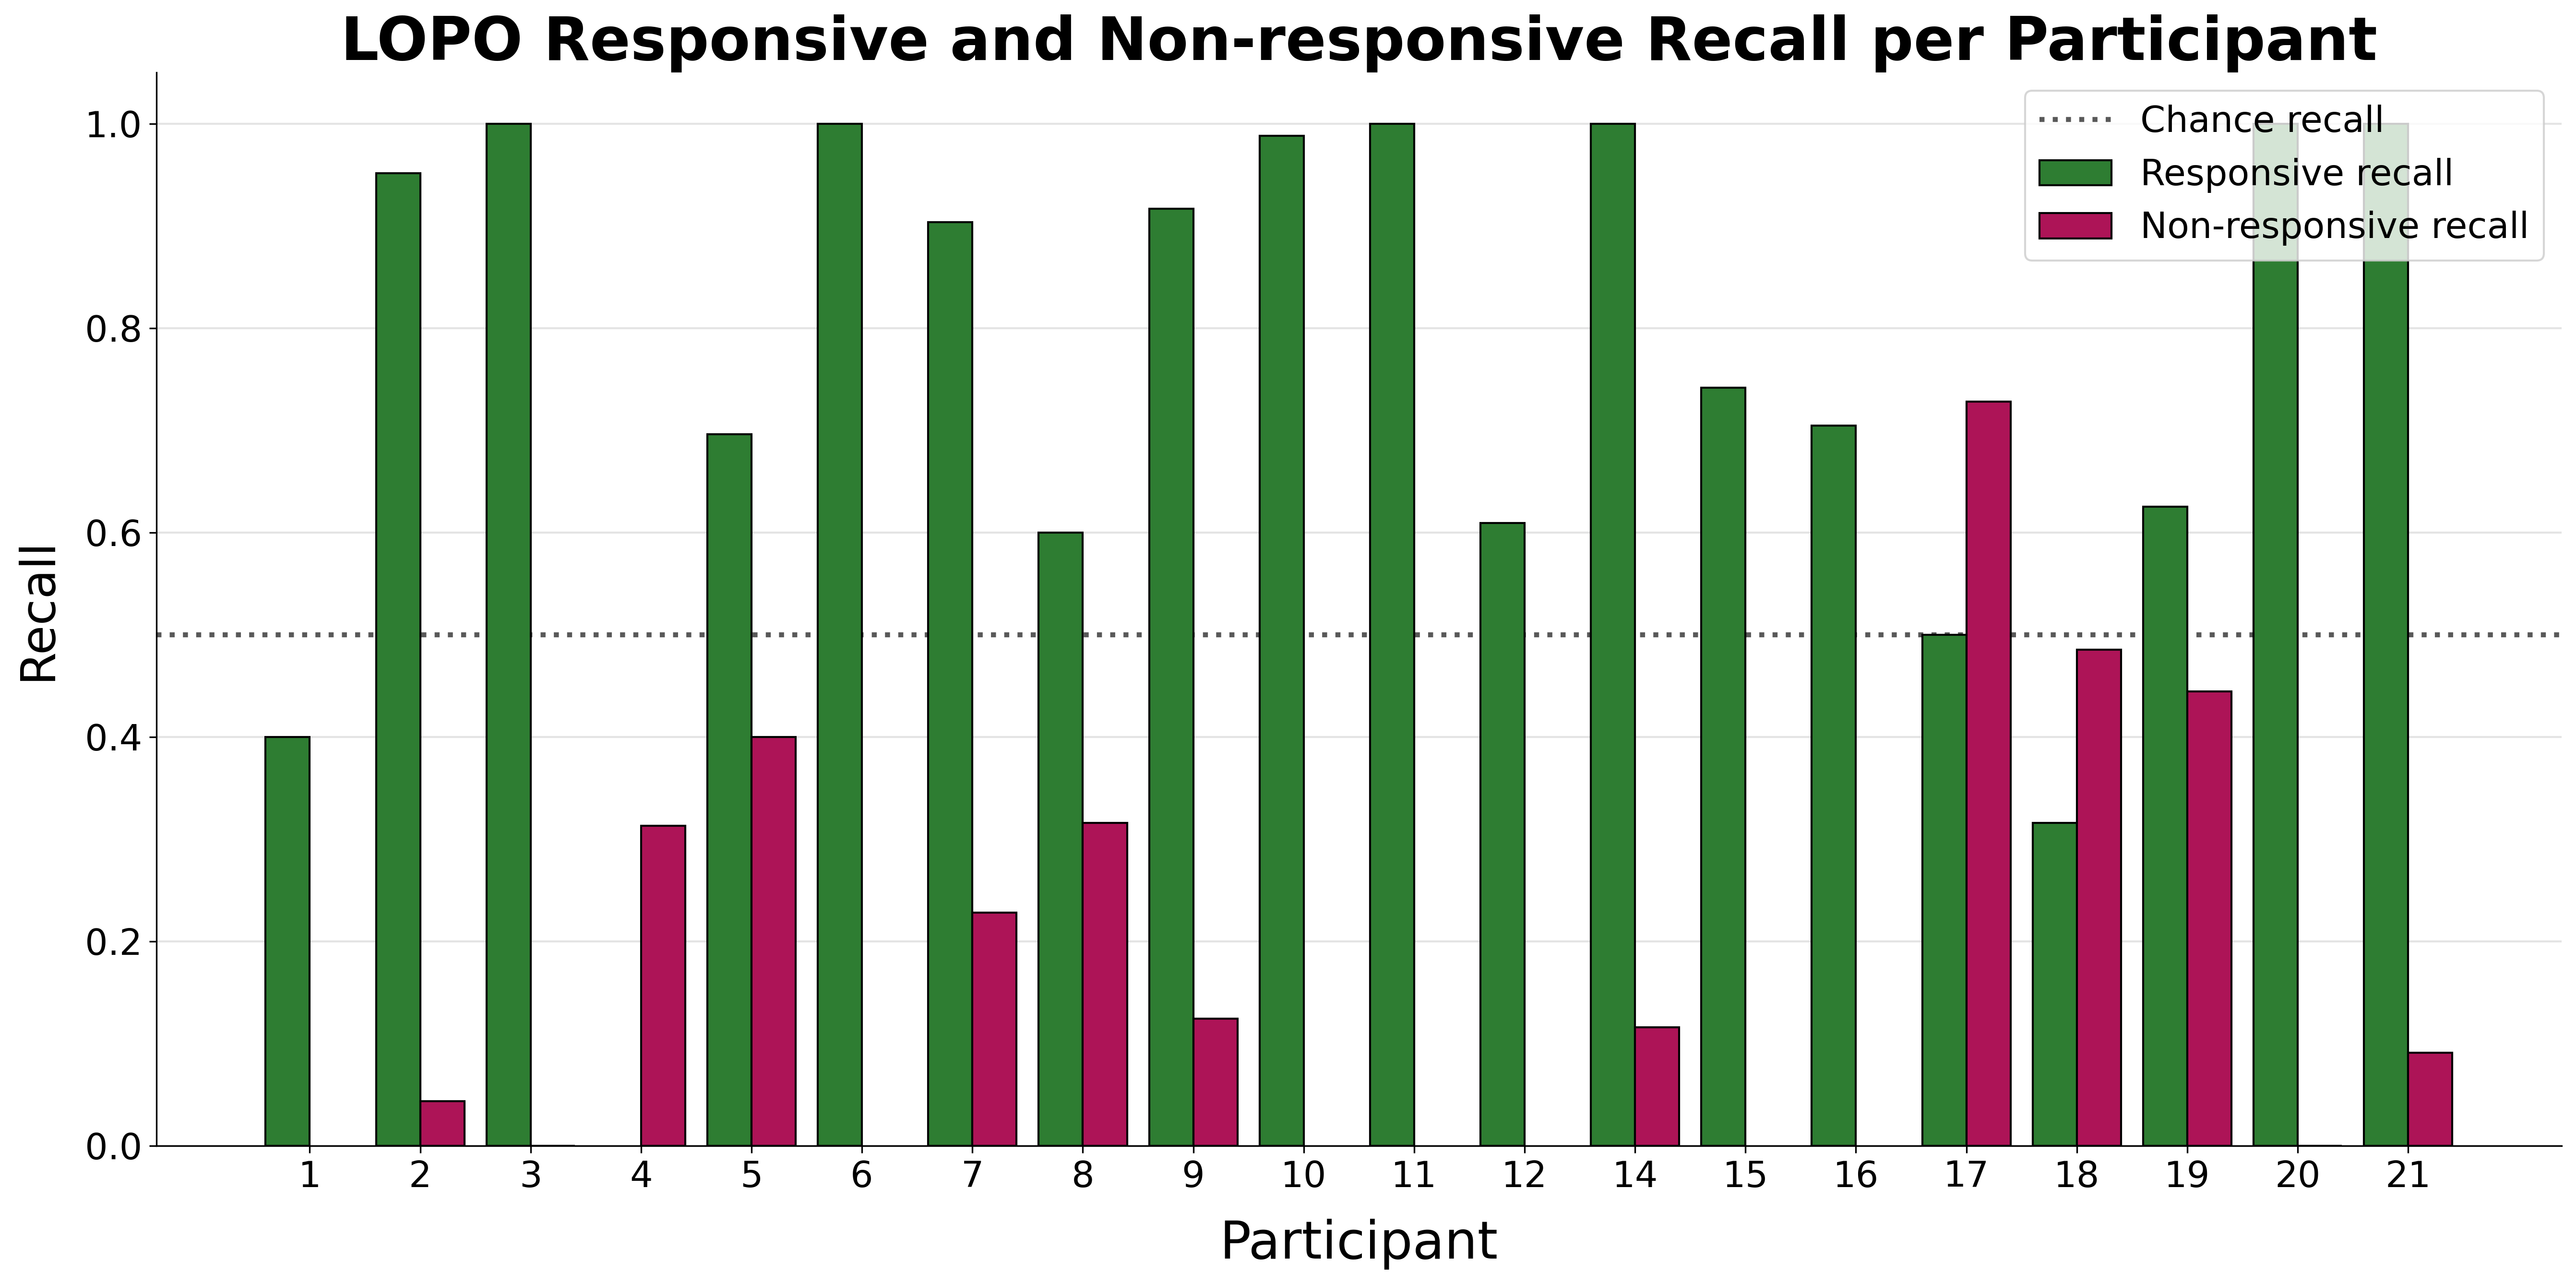 LOPO Responsive and Non-responsive Recall per Participant
Chance recall
Responsive recall
Non-responsive recall
1.0
0.8
0.6
0.4
0.2
0.0
Recall
1 2 3 4 5 6 7 8 9 10 11 12 14 15 16 17 18 19 20 21
Participant